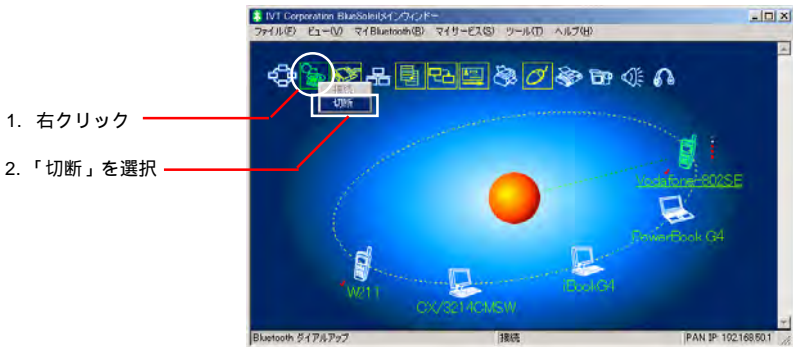 IVT Corporation BlueSoleilメインウィンドー
ファイル(F) ビュー(V) マイBluetooth(B) マイサービス(S) ツール(T) ヘルプ(H)
接続
切断
1. 右クリック
2.「切断」を選択
Vodafone-802SE
PowerBook G4
iBookG4
CX/3214CMSW
W21T
Bluetooth ダイアルアップ
接続
PAN IP: 192.168.50.1